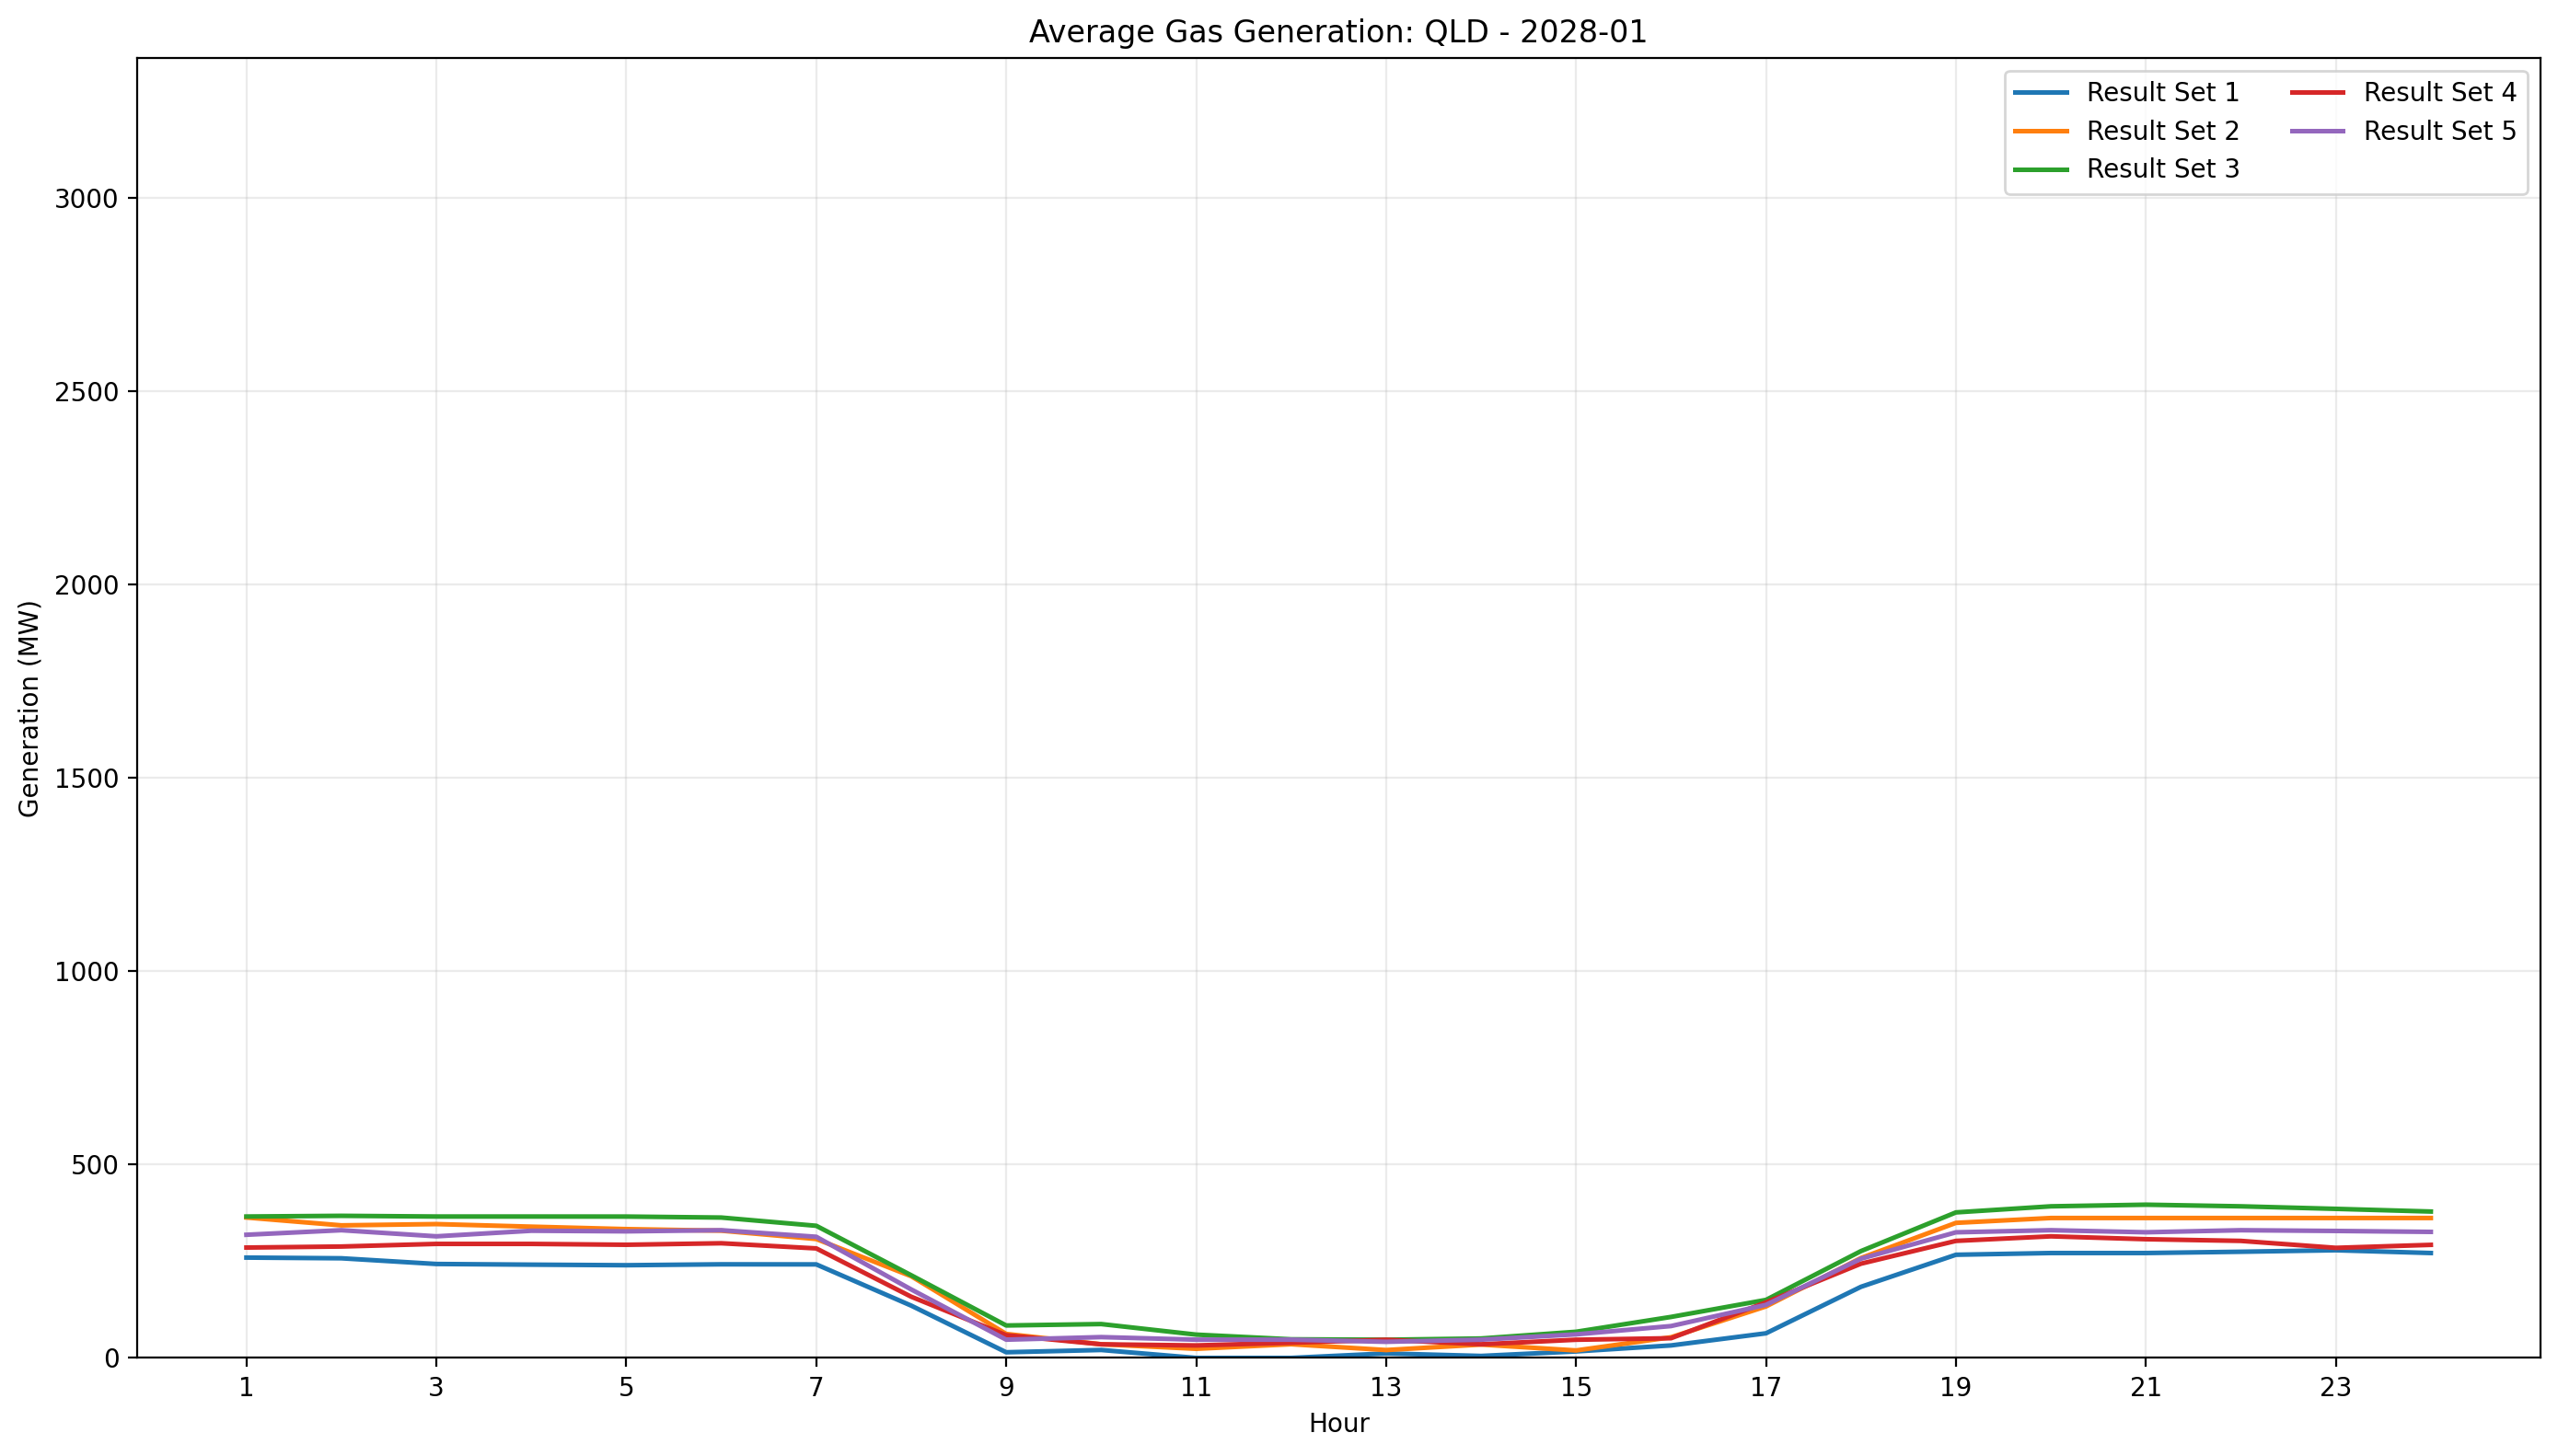 Average Gas Generation: QLD - 2028-01
Result Set 1
Result Set 2
Result Set 3
Result Set 4
Result Set 5
Generation (MW)
3000
2500
2000
1500
1000
500
0
1 3 5 7 9 11 13 15 17 19 21 23
Hour